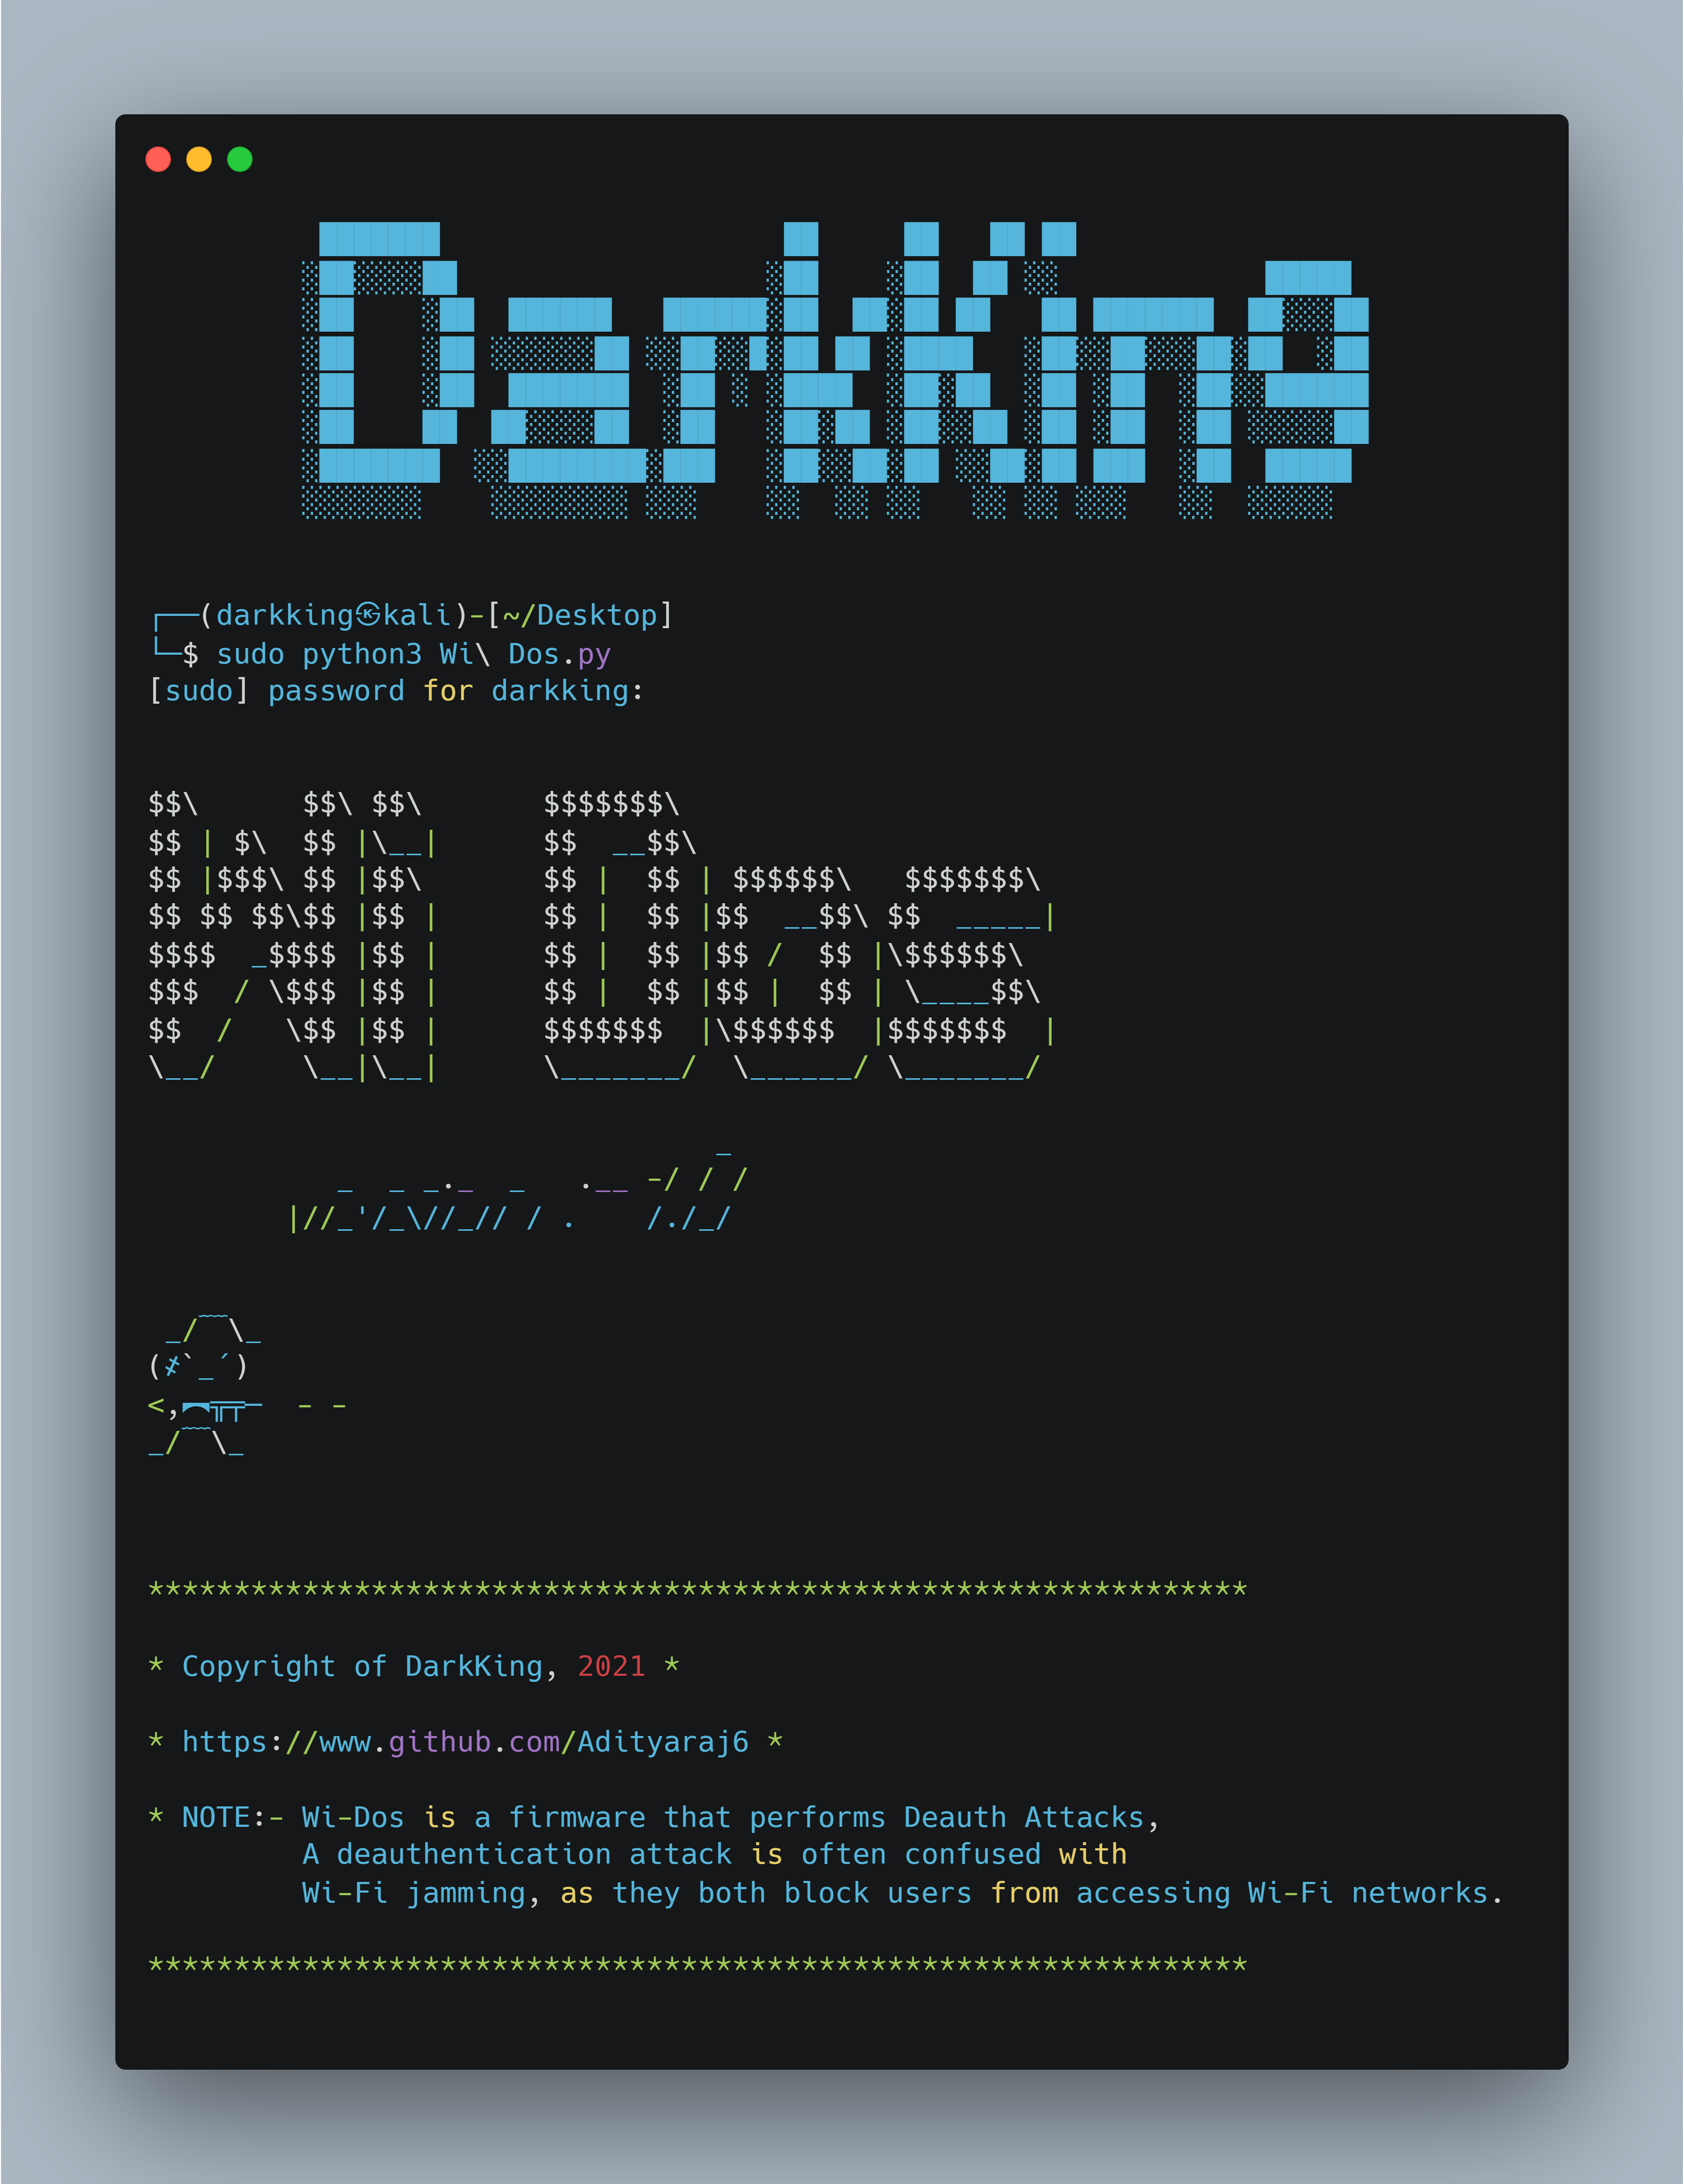 DarkKing
┌──(darkking㉿kali)-[~/Desktop]
└─$ sudo python3 Wi\ Dos.py
[sudo] password for darkking:
Wi Dos
* Copyright of DarkKing, 2021 *
* https://www.github.com/Adityaraj6 *
* NOTE:- Wi-Dos is a firmware that performs Deauth Attacks,
A deauthentication attack is often confused with
Wi-Fi jamming, as they both block users from accessing Wi-Fi networks.